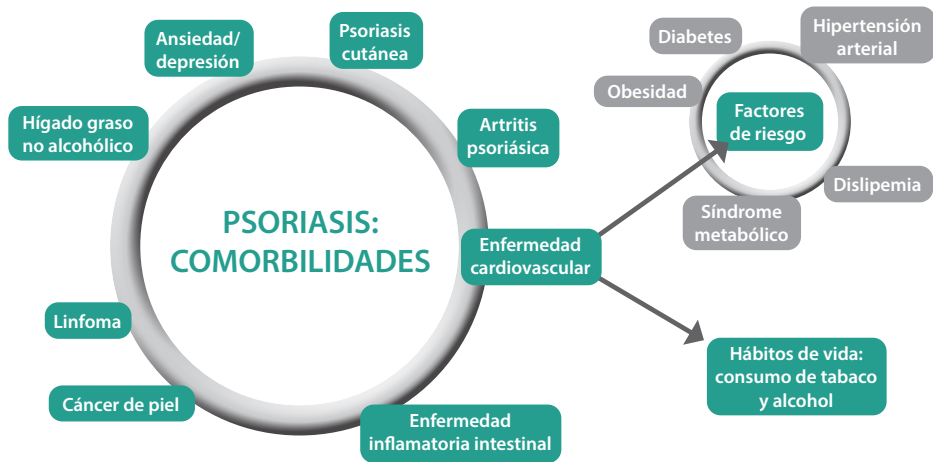 PSORIASIS:
COMORBILIDADES
Psoriasis
cutánea
Artritis
psoriásica
Enfermedad
cardiovascular
Enfermedad
inflamatoria intestinal
Cáncer de piel
Linfoma
Hígado graso
no alcohólico
Ansiedad/
depresión
Factores
de riesgo
Diabetes
Hipertensión
arterial
Obesidad
Dislipemia
Síndrome
metabólico
Hábitos de vida:
consumo de tabaco
y alcohol